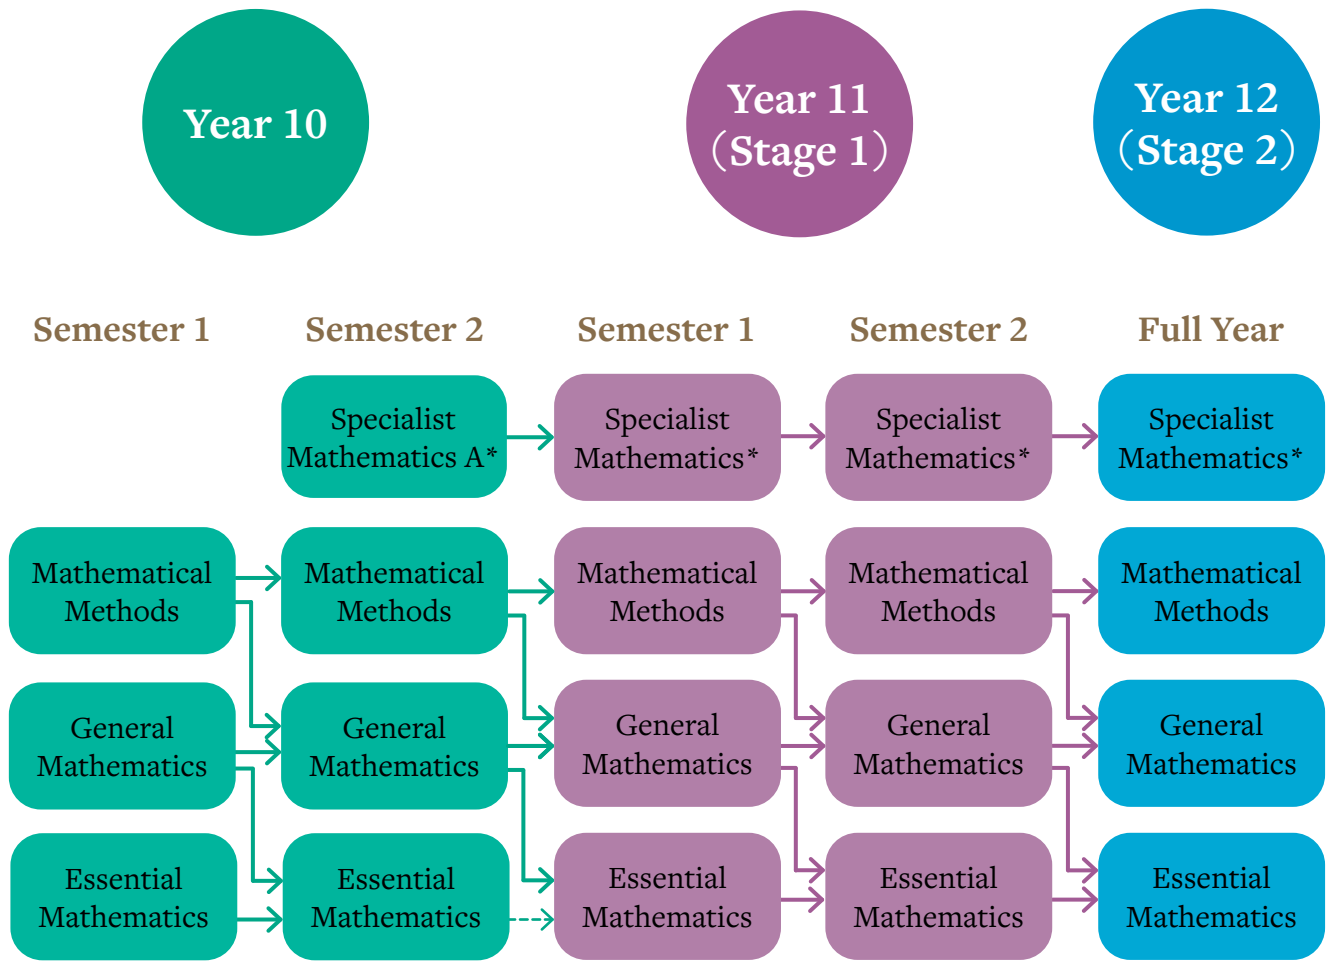 Year 10
Year 11
(Stage 1)
Year 12
(Stage 2)
Semester 1
Semester 2
Semester 1
Semester 2
Full Year
Specialist
Mathematics A*
Specialist
Mathematics*
Specialist
Mathematics*
Specialist
Mathematics*
Mathematical
Methods
Mathematical
Methods
Mathematical
Methods
Mathematical
Methods
Mathematical
Methods
General
Mathematics
General
Mathematics
General
Mathematics
General
Mathematics
General
Mathematics
Essential
Mathematics
Essential
Mathematics
Essential
Mathematics
Essential
Mathematics
Essential
Mathematics